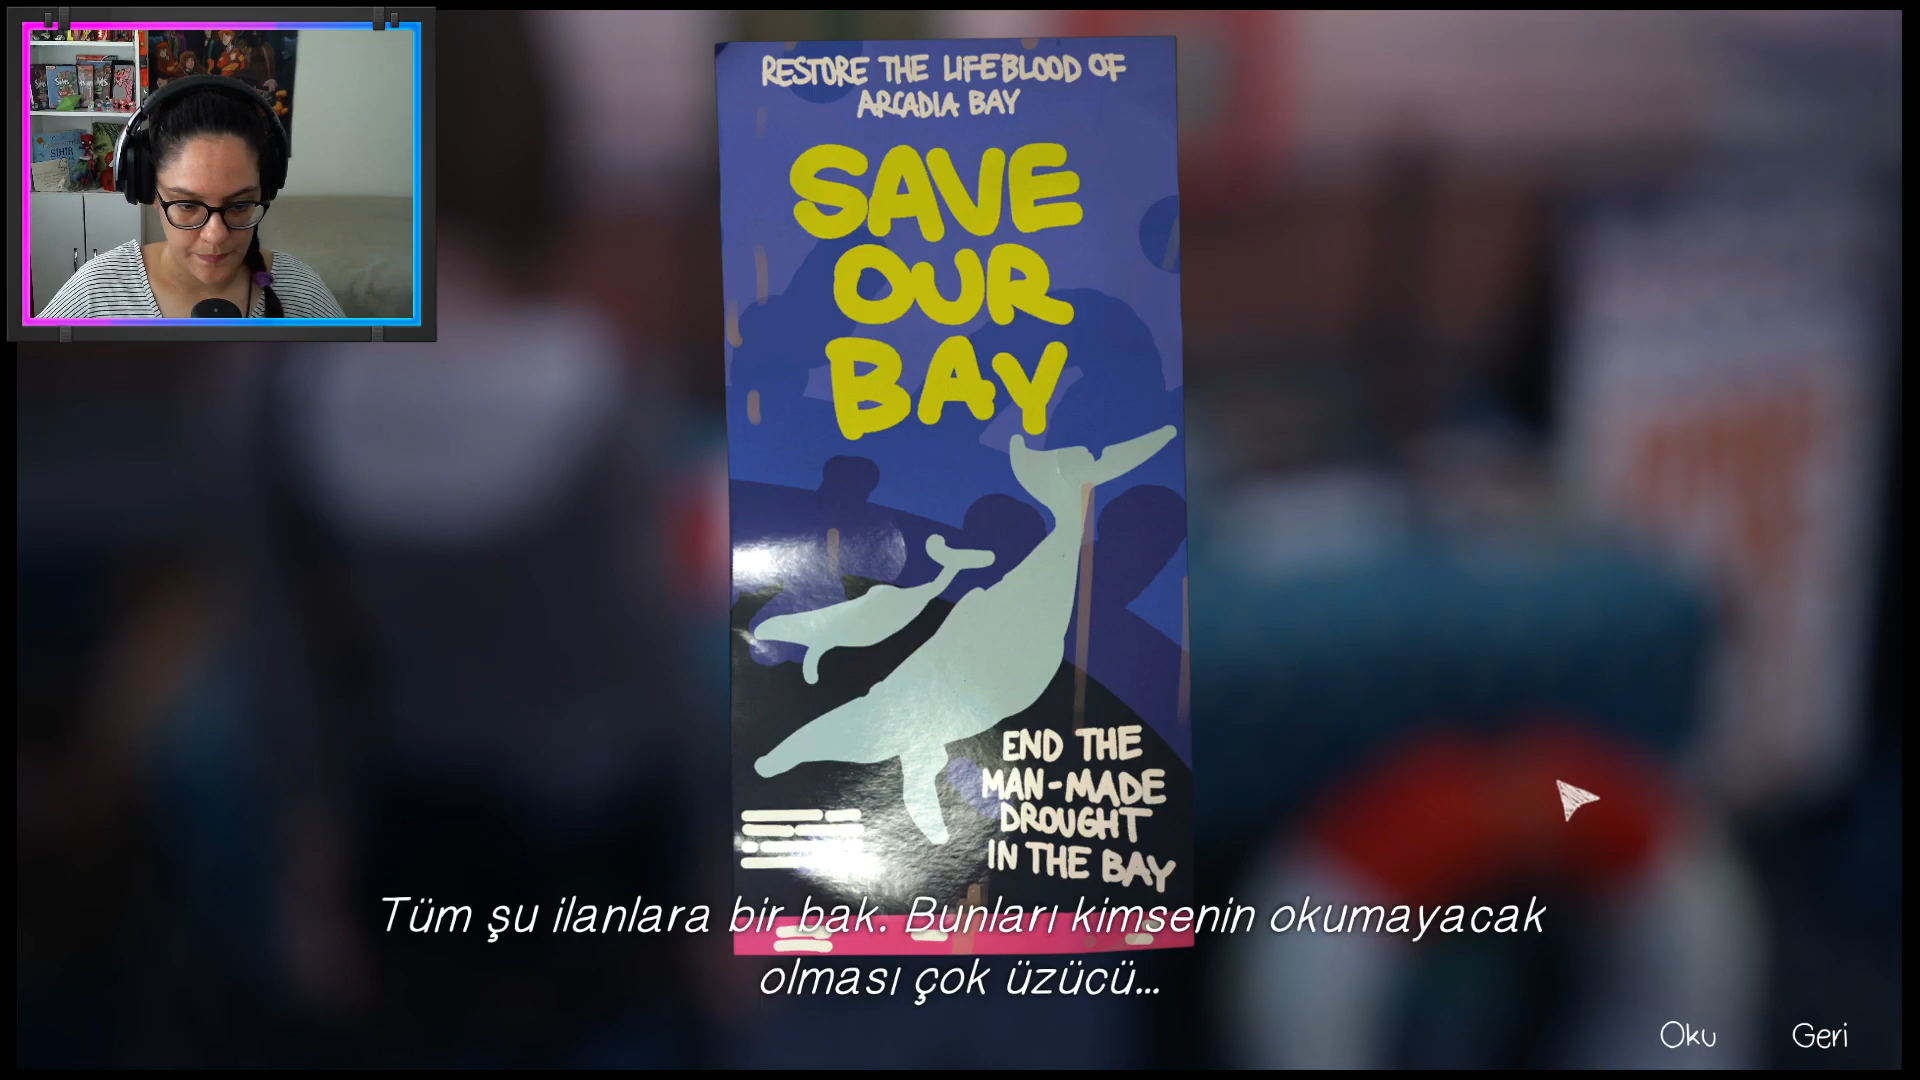 SIHIR
RESTORE THE LIFEBLOOD OF
ARCADIA BAY
SAVE
OUR
BAY
END THE
MAN-MADE
DROUGHT
IN THE BAY
Tüm şu ilanlara bir bak. Bunları kimsenin okumayacak
olması çok üzücü...
Oku
Geri